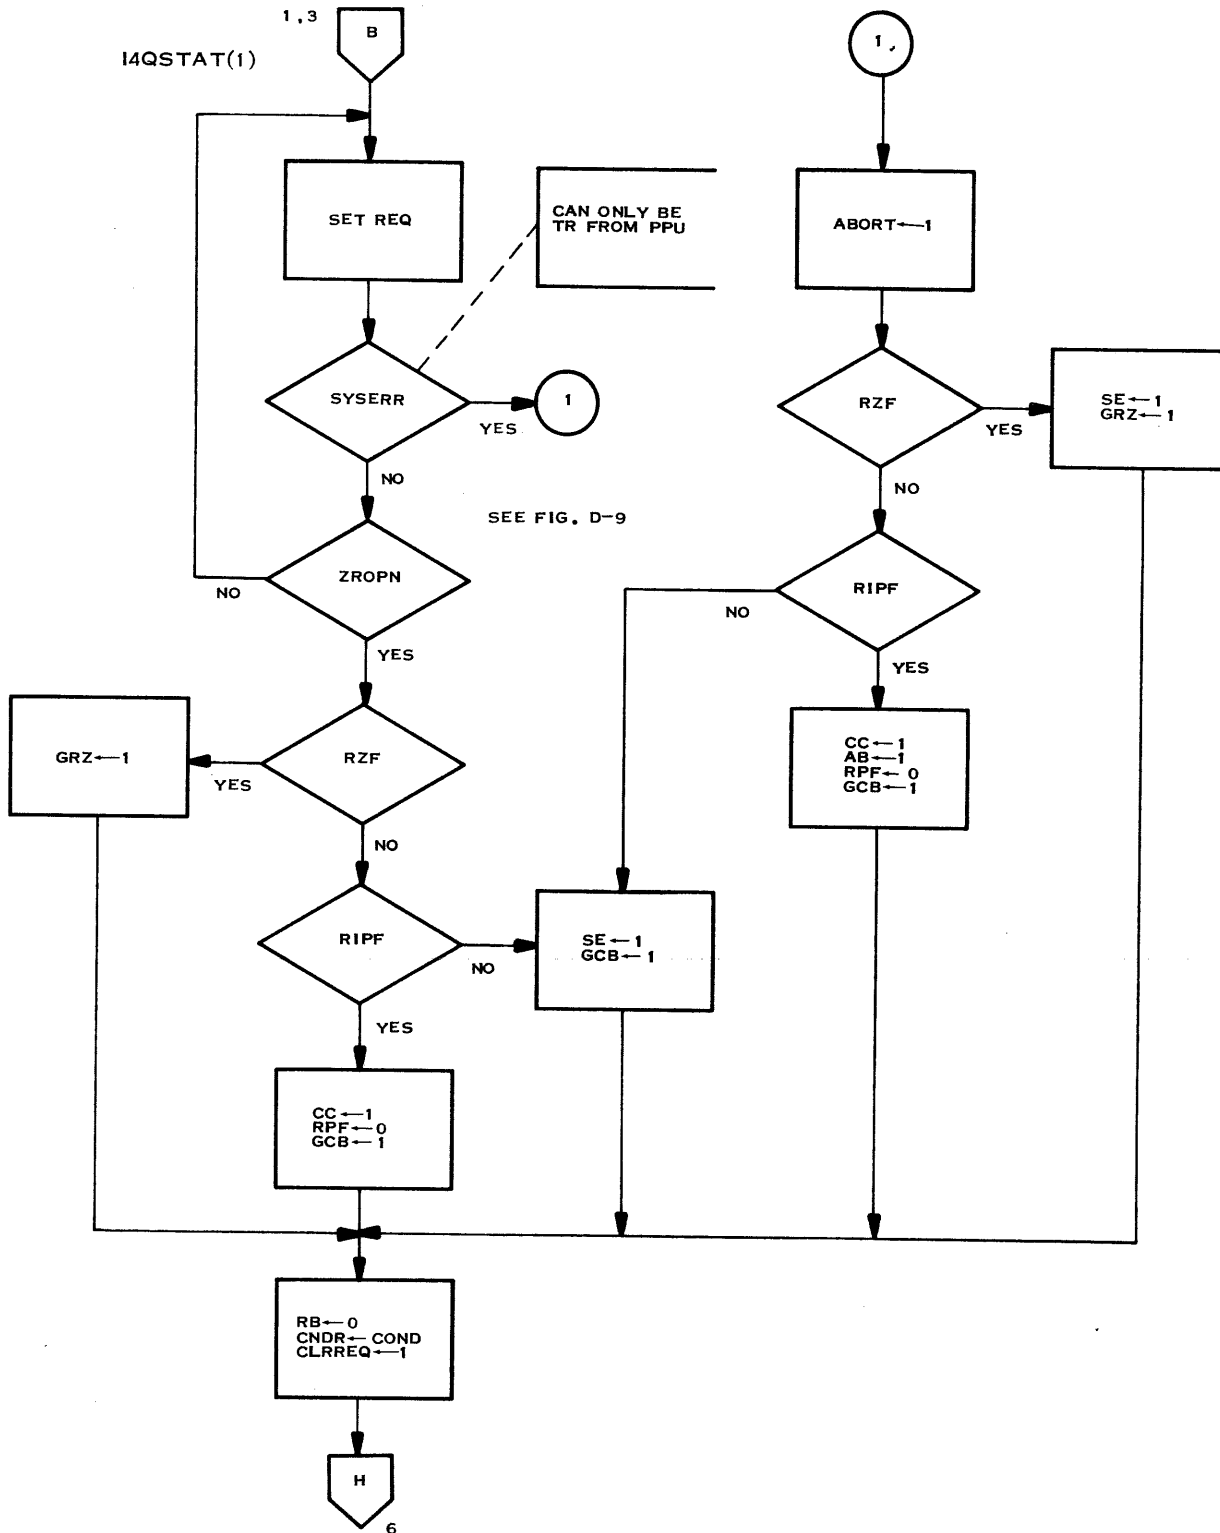 1,3
B
I4QSTAT(1)
SET REQ
CAN ONLY BE
TR FROM PPU
SYSERR
YES
1
NO
SEE FIG. D-9
ZROPN
NO
YES
RZF
YES
GRZ←1
NO
RIPF
NO
SE←1
GCB←1
YES
CC←1
RPF←0
GCB←1
RB←0
CNDR←COND
CLRREQ←1
H
6
1,
ABORT←1
RZF
YES
SE←1
GRZ←1
NO
RIPF
NO
YES
CC←1
AB←1
RPF←0
GCB←1